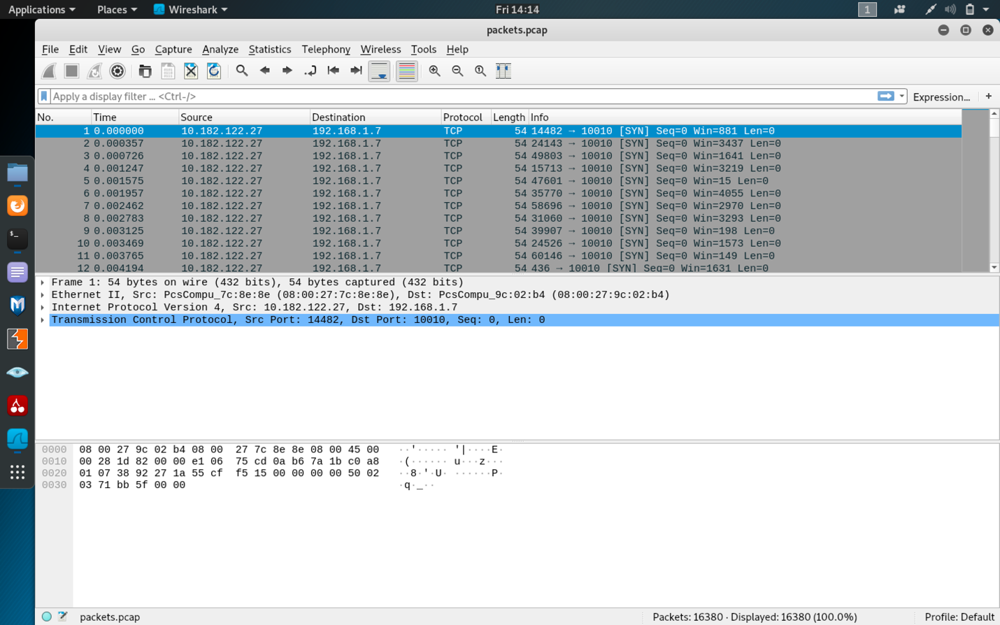 Applications Places Wireshark Fri 14:14 1
packets.pcap
File Edit View Go Capture Analyze Statistics Telephony Wireless Tools Help
Apply a display filter ... <Ctrl-/> Expression... +
No. Time Source Destination Protocol Length Info
1 0.000000 10.182.122.27 192.168.1.7 TCP 54 14482 → 10010 [SYN] Seq=0 Win=881 Len=0
2 0.000357 10.182.122.27 192.168.1.7 TCP 54 24143 → 10010 [SYN] Seq=0 Win=3437 Len=0
3 0.000726 10.182.122.27 192.168.1.7 TCP 54 49803 → 10010 [SYN] Seq=0 Win=1641 Len=0
4 0.001247 10.182.122.27 192.168.1.7 TCP 54 15713 → 10010 [SYN] Seq=0 Win=3219 Len=0
5 0.001575 10.182.122.27 192.168.1.7 TCP 54 47601 → 10010 [SYN] Seq=0 Win=15 Len=0
6 0.001957 10.182.122.27 192.168.1.7 TCP 54 35770 → 10010 [SYN] Seq=0 Win=4055 Len=0
7 0.002462 10.182.122.27 192.168.1.7 TCP 54 58696 → 10010 [SYN] Seq=0 Win=2970 Len=0
8 0.002783 10.182.122.27 192.168.1.7 TCP 54 31060 → 10010 [SYN] Seq=0 Win=3293 Len=0
9 0.003125 10.182.122.27 192.168.1.7 TCP 54 39907 → 10010 [SYN] Seq=0 Win=198 Len=0
10 0.003469 10.182.122.27 192.168.1.7 TCP 54 24526 → 10010 [SYN] Seq=0 Win=1573 Len=0
11 0.003765 10.182.122.27 192.168.1.7 TCP 54 60146 → 10010 [SYN] Seq=0 Win=149 Len=0
12 0.004194 10.182.122.27 192.168.1.7 TCP 54 436 → 10010 [SYN] Seq=0 Win=1631 Len=0
Frame 1: 54 bytes on wire (432 bits), 54 bytes captured (432 bits)
Ethernet II, Src: PcsCompu_7c:8e:8e (08:00:27:7c:8e:8e), Dst: PcsCompu_9c:02:b4 (08:00:27:9c:02:b4)
Internet Protocol Version 4, Src: 10.182.122.27, Dst: 192.168.1.7
Transmission Control Protocol, Src Port: 14482, Dst Port: 10010, Seq: 0, Len: 0
0000 08 00 27 9c 02 b4 08 00 27 7c 8e 8e 08 00 45 00 ··'····· '|····E·
0010 00 28 1d 82 00 00 e1 06 75 cd 0a b6 7a 1b c0 a8 ·(······ u···z···
0020 01 07 38 92 27 1a 55 cf f5 15 00 00 00 00 50 02 ··8·'·U· ······P·
0030 03 71 bb 5f 00 00 ·q·_··
packets.pcap Packets: 16380 · Displayed: 16380 (100.0%) Profile: Default